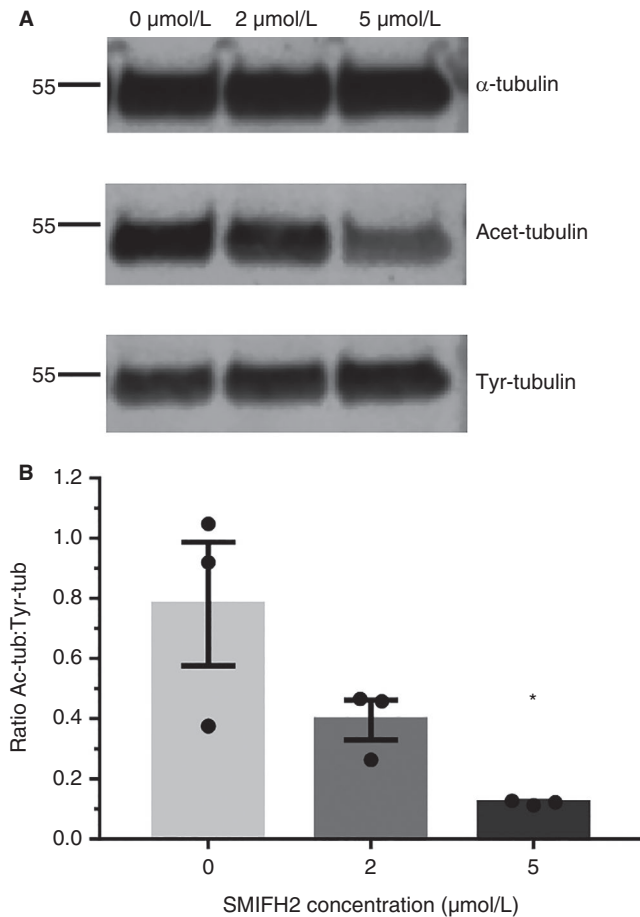 A
0 µmol/L 2 µmol/L 5 µmol/L
55 α-tubulin
55 Acet-tubulin
55 Tyr-tubulin
B
1.2
1.0
0.8
0.6
0.4
0.2
0.0
Ratio Ac-tub:Tyr-tub
*
0 2 5
SMIFH2 concentration (µmol/L)